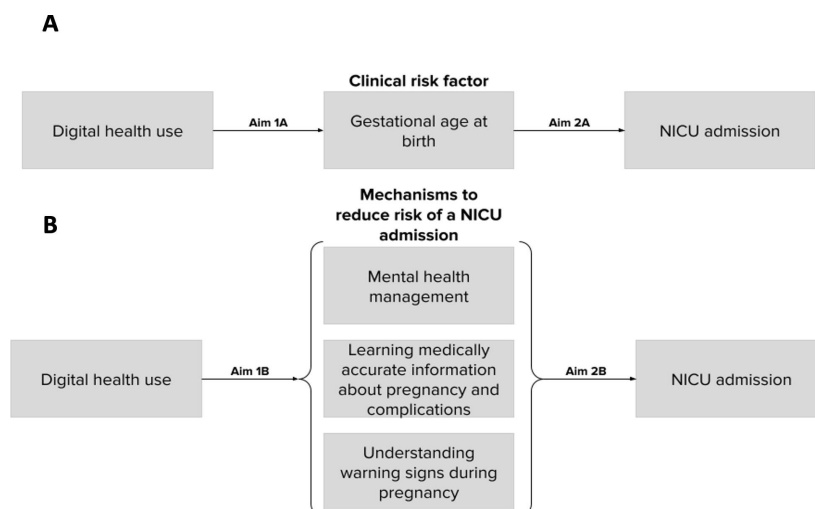 A
Clinical risk factor
Digital health use
Aim 1A
Gestational age at
birth
Aim 2A
NICU admission
B
Mechanisms to
reduce risk of a NICU
admission
Mental health
management
Digital health use
Aim 1B
Learning medically
accurate information
about pregnancy and
complications
Aim 2B
NICU admission
Understanding
warning signs during
pregnancy